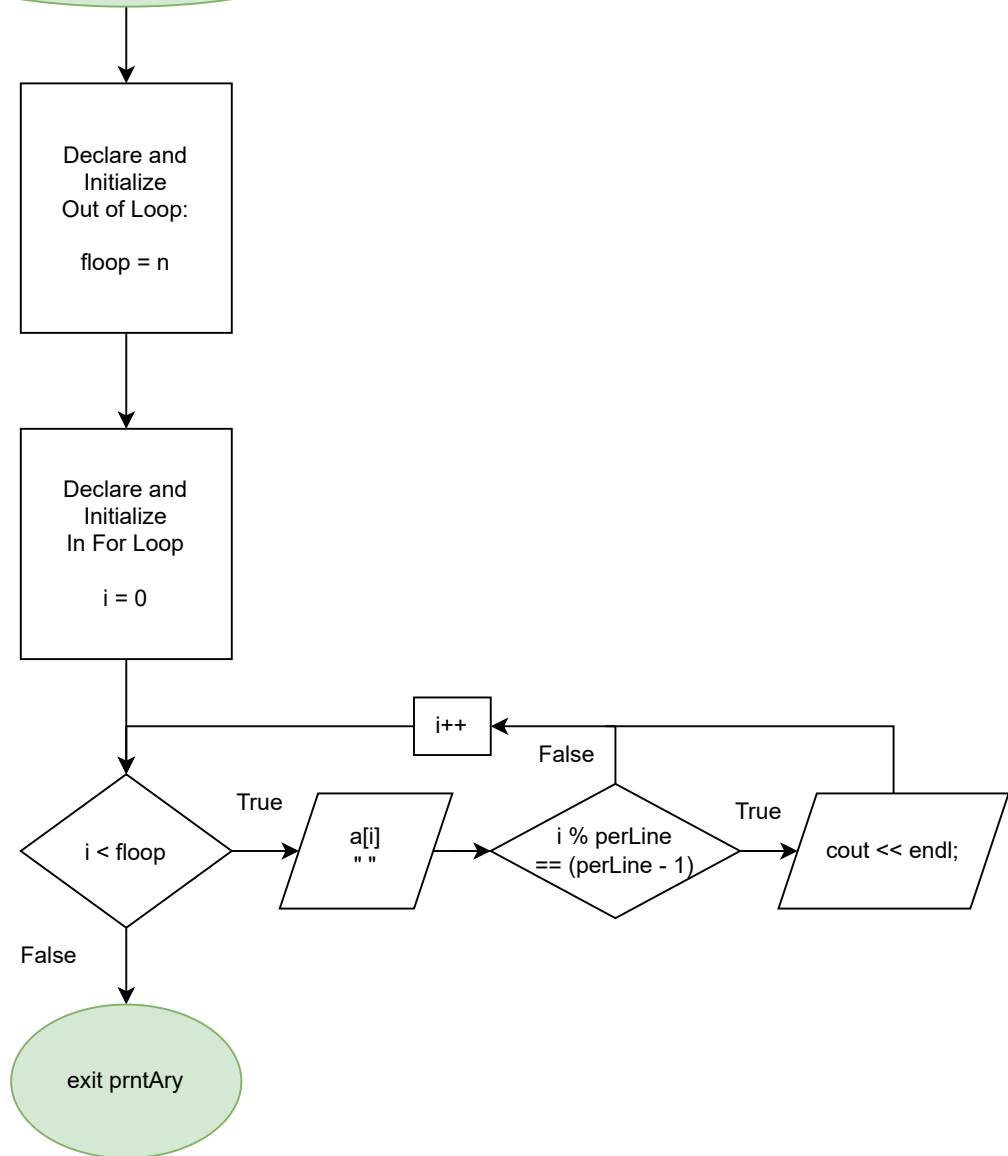 Declare and
Initialize
Out of Loop:
floop = n
Declare and
Initialize
In For Loop
i = 0
i++
False
True
True
i < floop
a[i]
" "
i % perLine
== (perLine - 1)
cout << endl;
False
exit prntAry